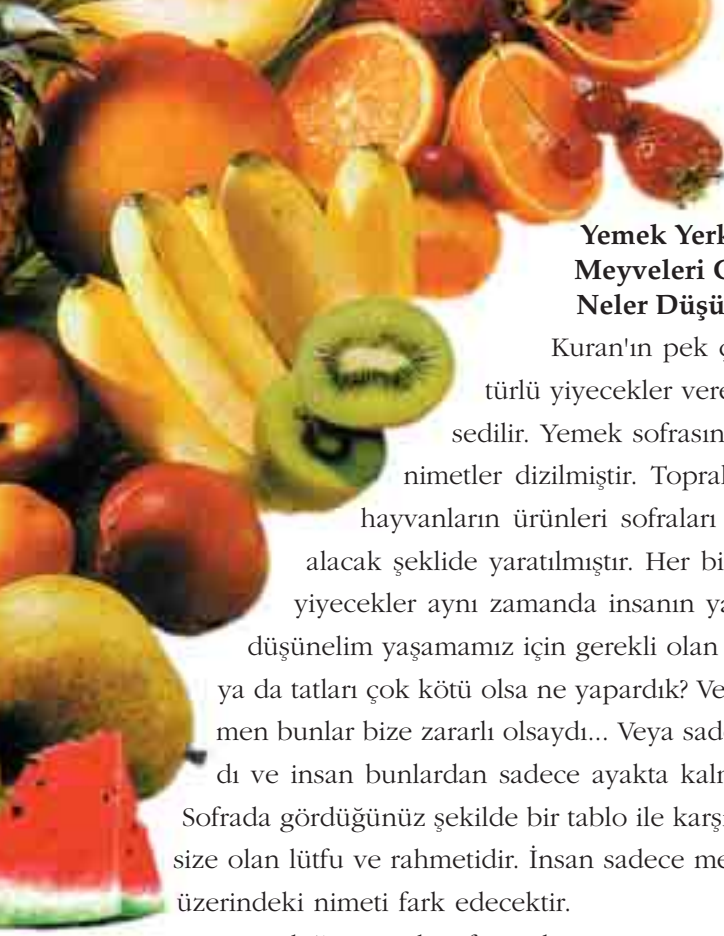 Yemek Yerk
Meyveleri G
Neler Düşü
Kuran'ın pek ç
türlü yiyecekler vere
sedilir. Yemek sofrasın
nimetler dizilmiştir. Topral
hayvanların ürünleri sofraları
alacak şeklide yaratılmıştır. Her bi
yiyecekler aynı zamanda insanın ya
düşünelim yaşamamız için gerekli olan
ya da tatları çok kötü olsa ne yapardık? Ve
men bunlar bize zararlı olsaydı... Veya sade
dı ve insan bunlardan sadece ayakta kalm
Sofrada gördüğünüz şekilde bir tablo ile karşı
size olan lütfu ve rahmetidir. İnsan sadece me
üzerindeki nimeti fark edecektir.